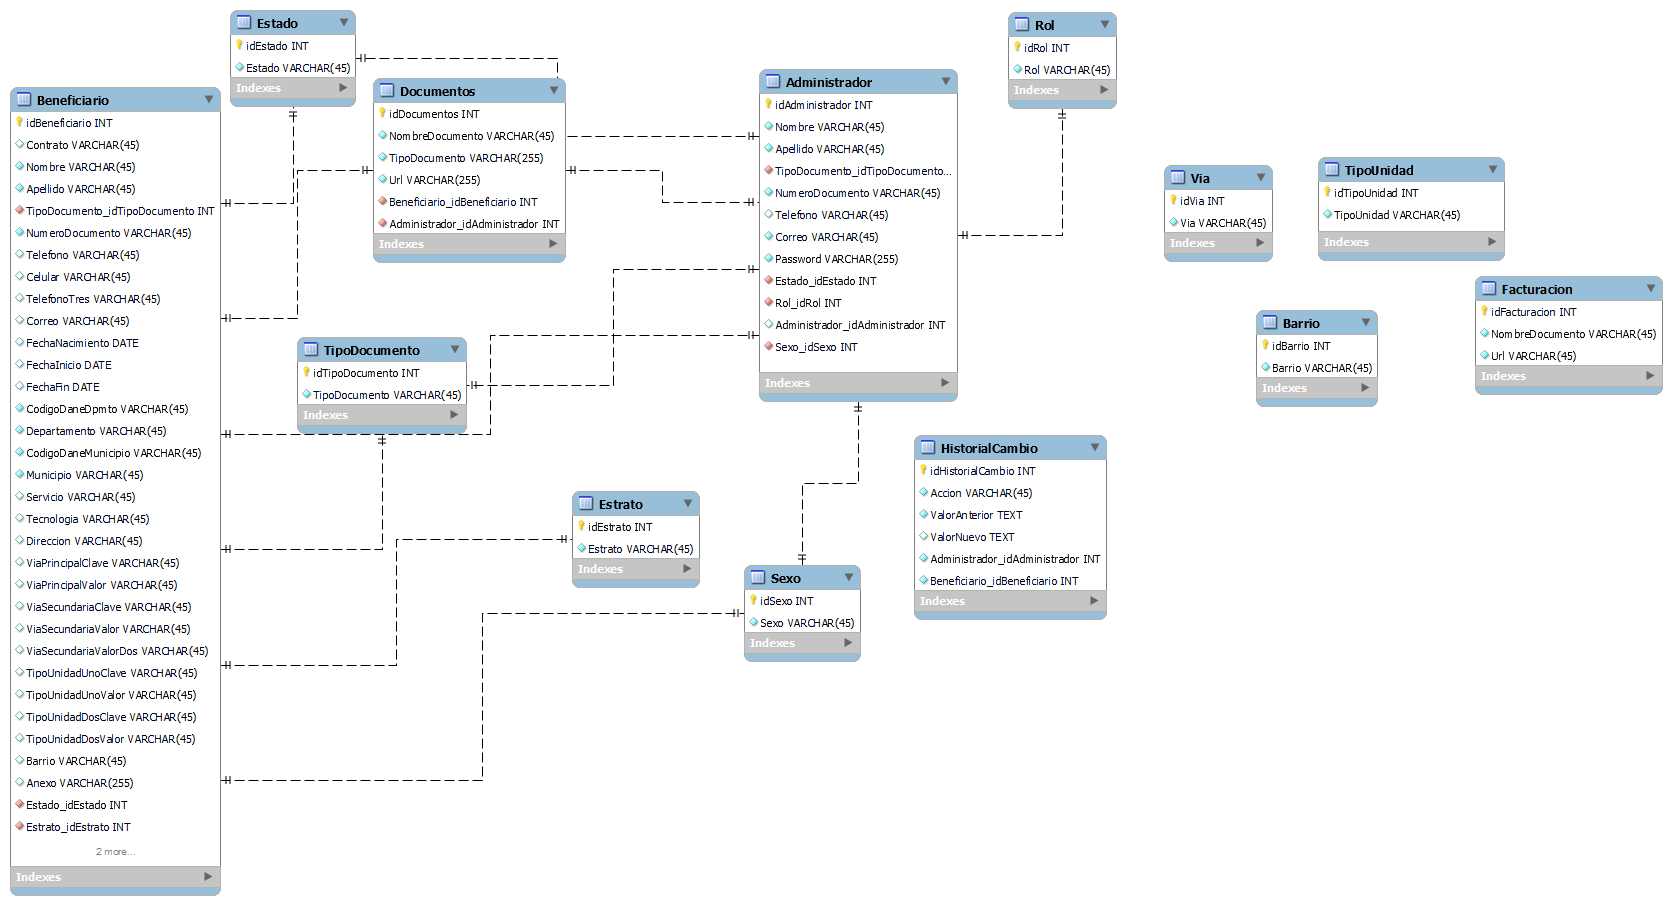 Estado
idEstado INT
Estado VARCHAR(45)
Indexes
Beneficiario
idBeneficiario INT
Contrato VARCHAR(45)
Nombre VARCHAR(45)
Apellido VARCHAR(45)
TipoDocumento_idTipoDocumento INT
NumeroDocumento VARCHAR(45)
Telefono VARCHAR(45)
Celular VARCHAR(45)
TelefonoTres VARCHAR(45)
Correo VARCHAR(45)
FechaNacimiento DATE
FechaInicio DATE
FechaFin DATE
CodigoDaneDpmto VARCHAR(45)
Departamento VARCHAR(45)
CodigoDaneMunicipio VARCHAR(45)
Municipio VARCHAR(45)
Servicio VARCHAR(45)
Tecnologia VARCHAR(45)
Direccion VARCHAR(45)
ViaPrincipalClave VARCHAR(45)
ViaPrincipalValor VARCHAR(45)
ViaSecundariaClave VARCHAR(45)
ViaSecundariaValor VARCHAR(45)
ViaSecundariaValorDos VARCHAR(45)
TipoUnidadUnoClave VARCHAR(45)
TipoUnidadUnoValor VARCHAR(45)
TipoUnidadDosClave VARCHAR(45)
TipoUnidadDosValor VARCHAR(45)
Barrio VARCHAR(45)
Anexo VARCHAR(255)
Estado_idEstado INT
Estrato_idEstrato INT
2 more...
Indexes
Documentos
idDocumentos INT
NombreDocumento VARCHAR(45)
TipoDocumento VARCHAR(255)
Url VARCHAR(255)
Beneficiario_idBeneficiario INT
Administrador_idAdministrador INT
Indexes
TipoDocumento
idTipoDocumento INT
TipoDocumento VARCHAR(45)
Indexes
Estrato
idEstrato INT
Estrato VARCHAR(45)
Indexes
Administrador
idAdministrador INT
Nombre VARCHAR(45)
Apellido VARCHAR(45)
TipoDocumento_idTipoDocumento...
NumeroDocumento VARCHAR(45)
Telefono VARCHAR(45)
Correo VARCHAR(45)
Password VARCHAR(255)
Estado_idEstado INT
Rol_idRol INT
Administrador_idAdministrador INT
Sexo_idSexo INT
Indexes
Sexo
idSexo INT
Sexo VARCHAR(45)
Indexes
Rol
idRol INT
Rol VARCHAR(45)
Indexes
HistorialCambio
idHistorialCambio INT
Accion VARCHAR(45)
ValorAnterior TEXT
ValorNuevo TEXT
Administrador_idAdministrador INT
Beneficiario_idBeneficiario INT
Indexes
Via
idVia INT
Via VARCHAR(45)
Indexes
TipoUnidad
idTipoUnidad INT
TipoUnidad VARCHAR(45)
Indexes
Barrio
idBarrio INT
Barrio VARCHAR(45)
Indexes
Facturacion
idFacturacion INT
NombreDocumento VARCHAR(45)
Url VARCHAR(45)
Indexes